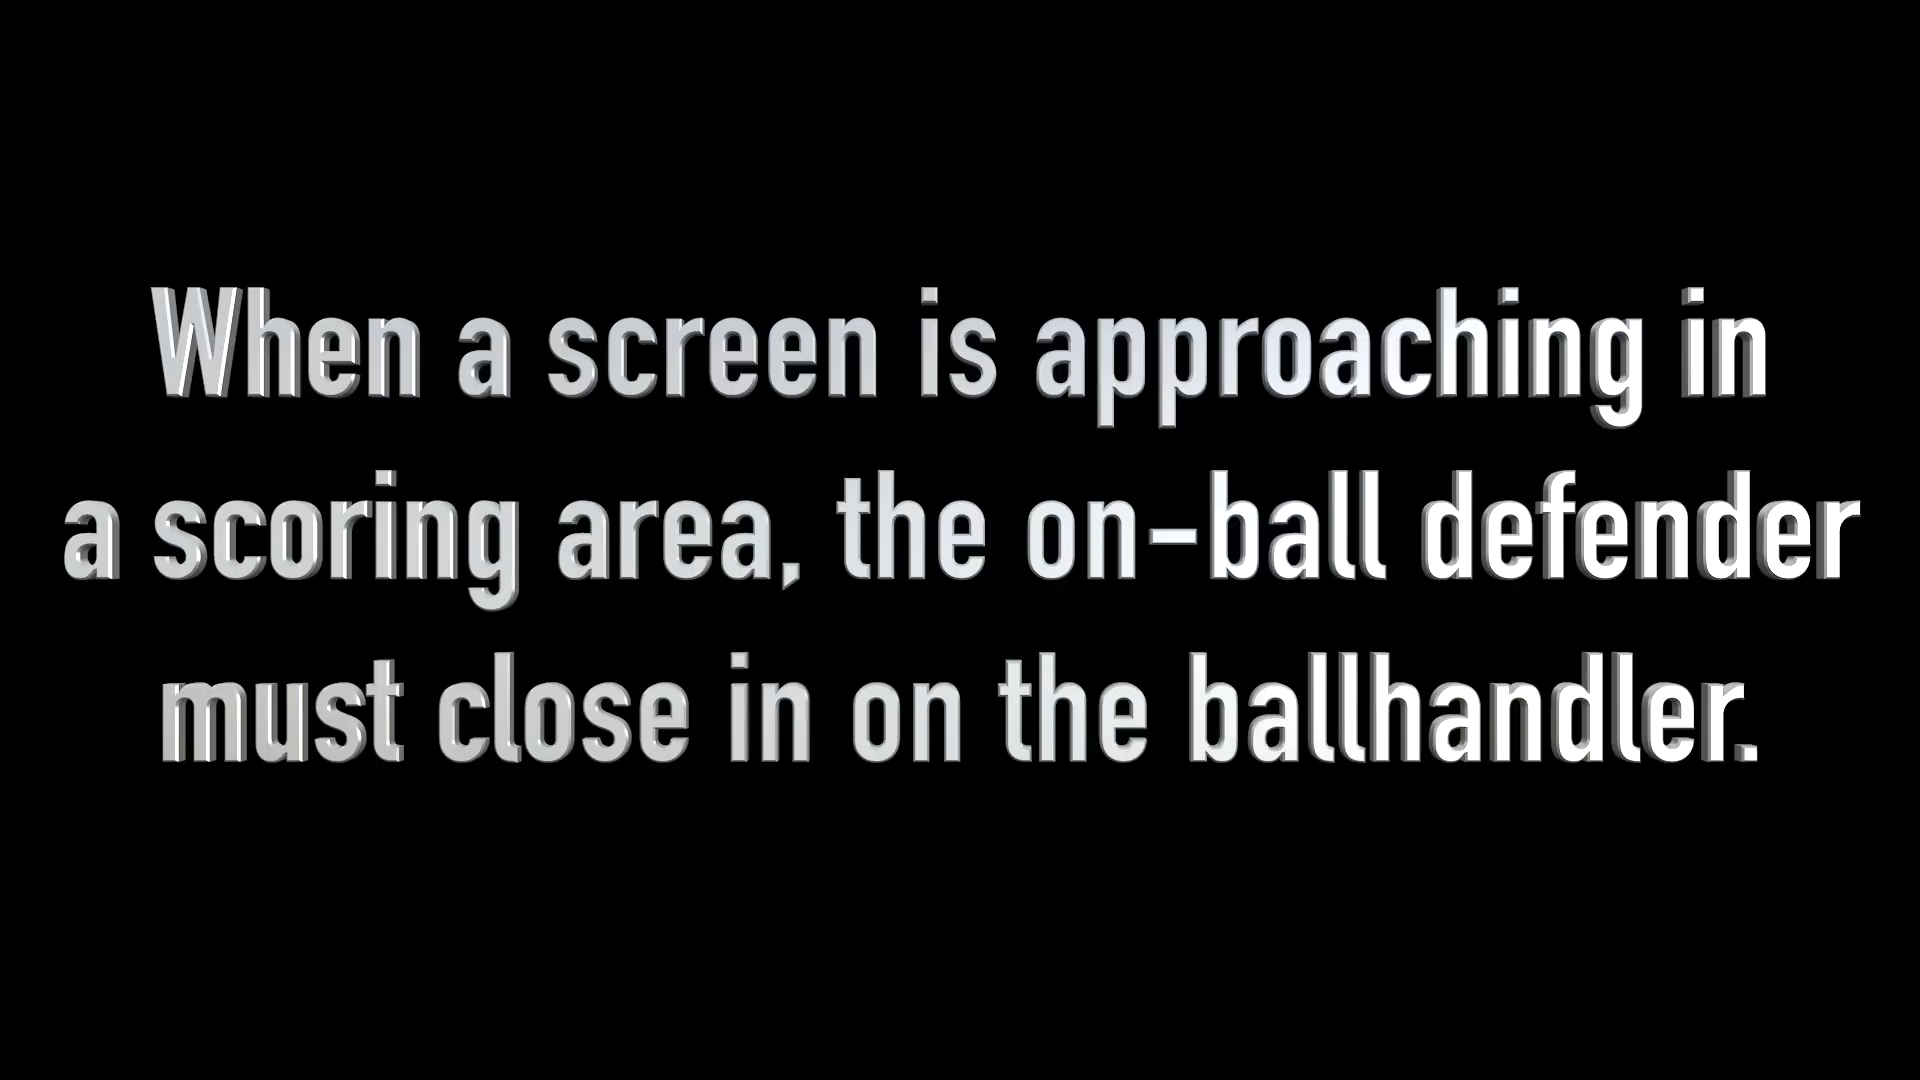 When a screen is approaching in
a scoring area, the on-ball defender
must close in on the ballhandler.